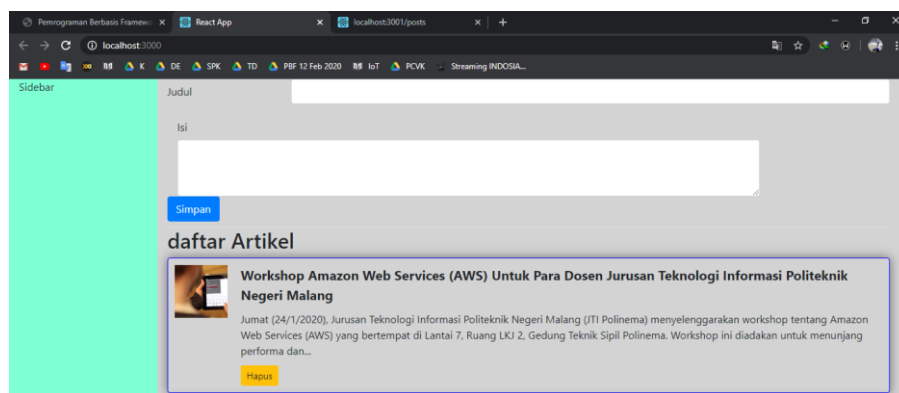 Pemrograman Berbasis Framewo
React App
localhost:3001/posts
localhost:3000
K
DE
SPK
TD
PBF 12 Feb 2020
IoT
PCVK
Streaming INDOSIA...
Sidebar
Judul
Isi
Simpan
daftar Artikel
Workshop Amazon Web Services (AWS) Untuk Para Dosen Jurusan Teknologi Informasi Politeknik
Negeri Malang
Jumat (24/1/2020), Jurusan Teknologi Informasi Politeknik Negeri Malang (JTI Polinema) menyelenggarakan workshop tentang Amazon
Web Services (AWS) yang bertempat di Lantai 7, Ruang LKJ 2, Gedung Teknik Sipil Polinema. Workshop ini diadakan untuk menunjang
performa dan...
Hapus